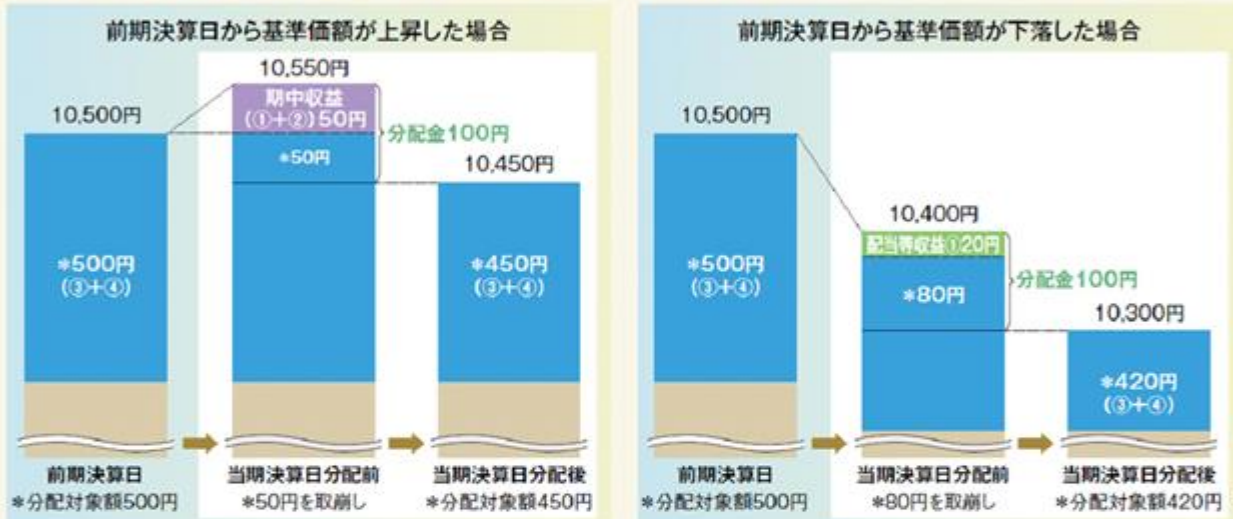 前期決算日から基準価額が上昇した場合
10,550円
10,500円
期中収益
(①+②)50円
分配金100円
*50円
10,450円
*500円
(③+④)
*450円
(③+④)
前期決算日
当期決算日分配前
当期決算日分配後
*分配対象額500円
*50円を取崩し
*分配対象額450円
前期決算日から基準価額が下落した場合
10,500円
10,400円
配当等収益①20円
*500円
(③+④)
*80円
分配金100円
10,300円
*420円
(③+④)
前期決算日
当期決算日分配前
当期決算日分配後
*分配対象額500円
*80円を取崩し
*分配対象額420円